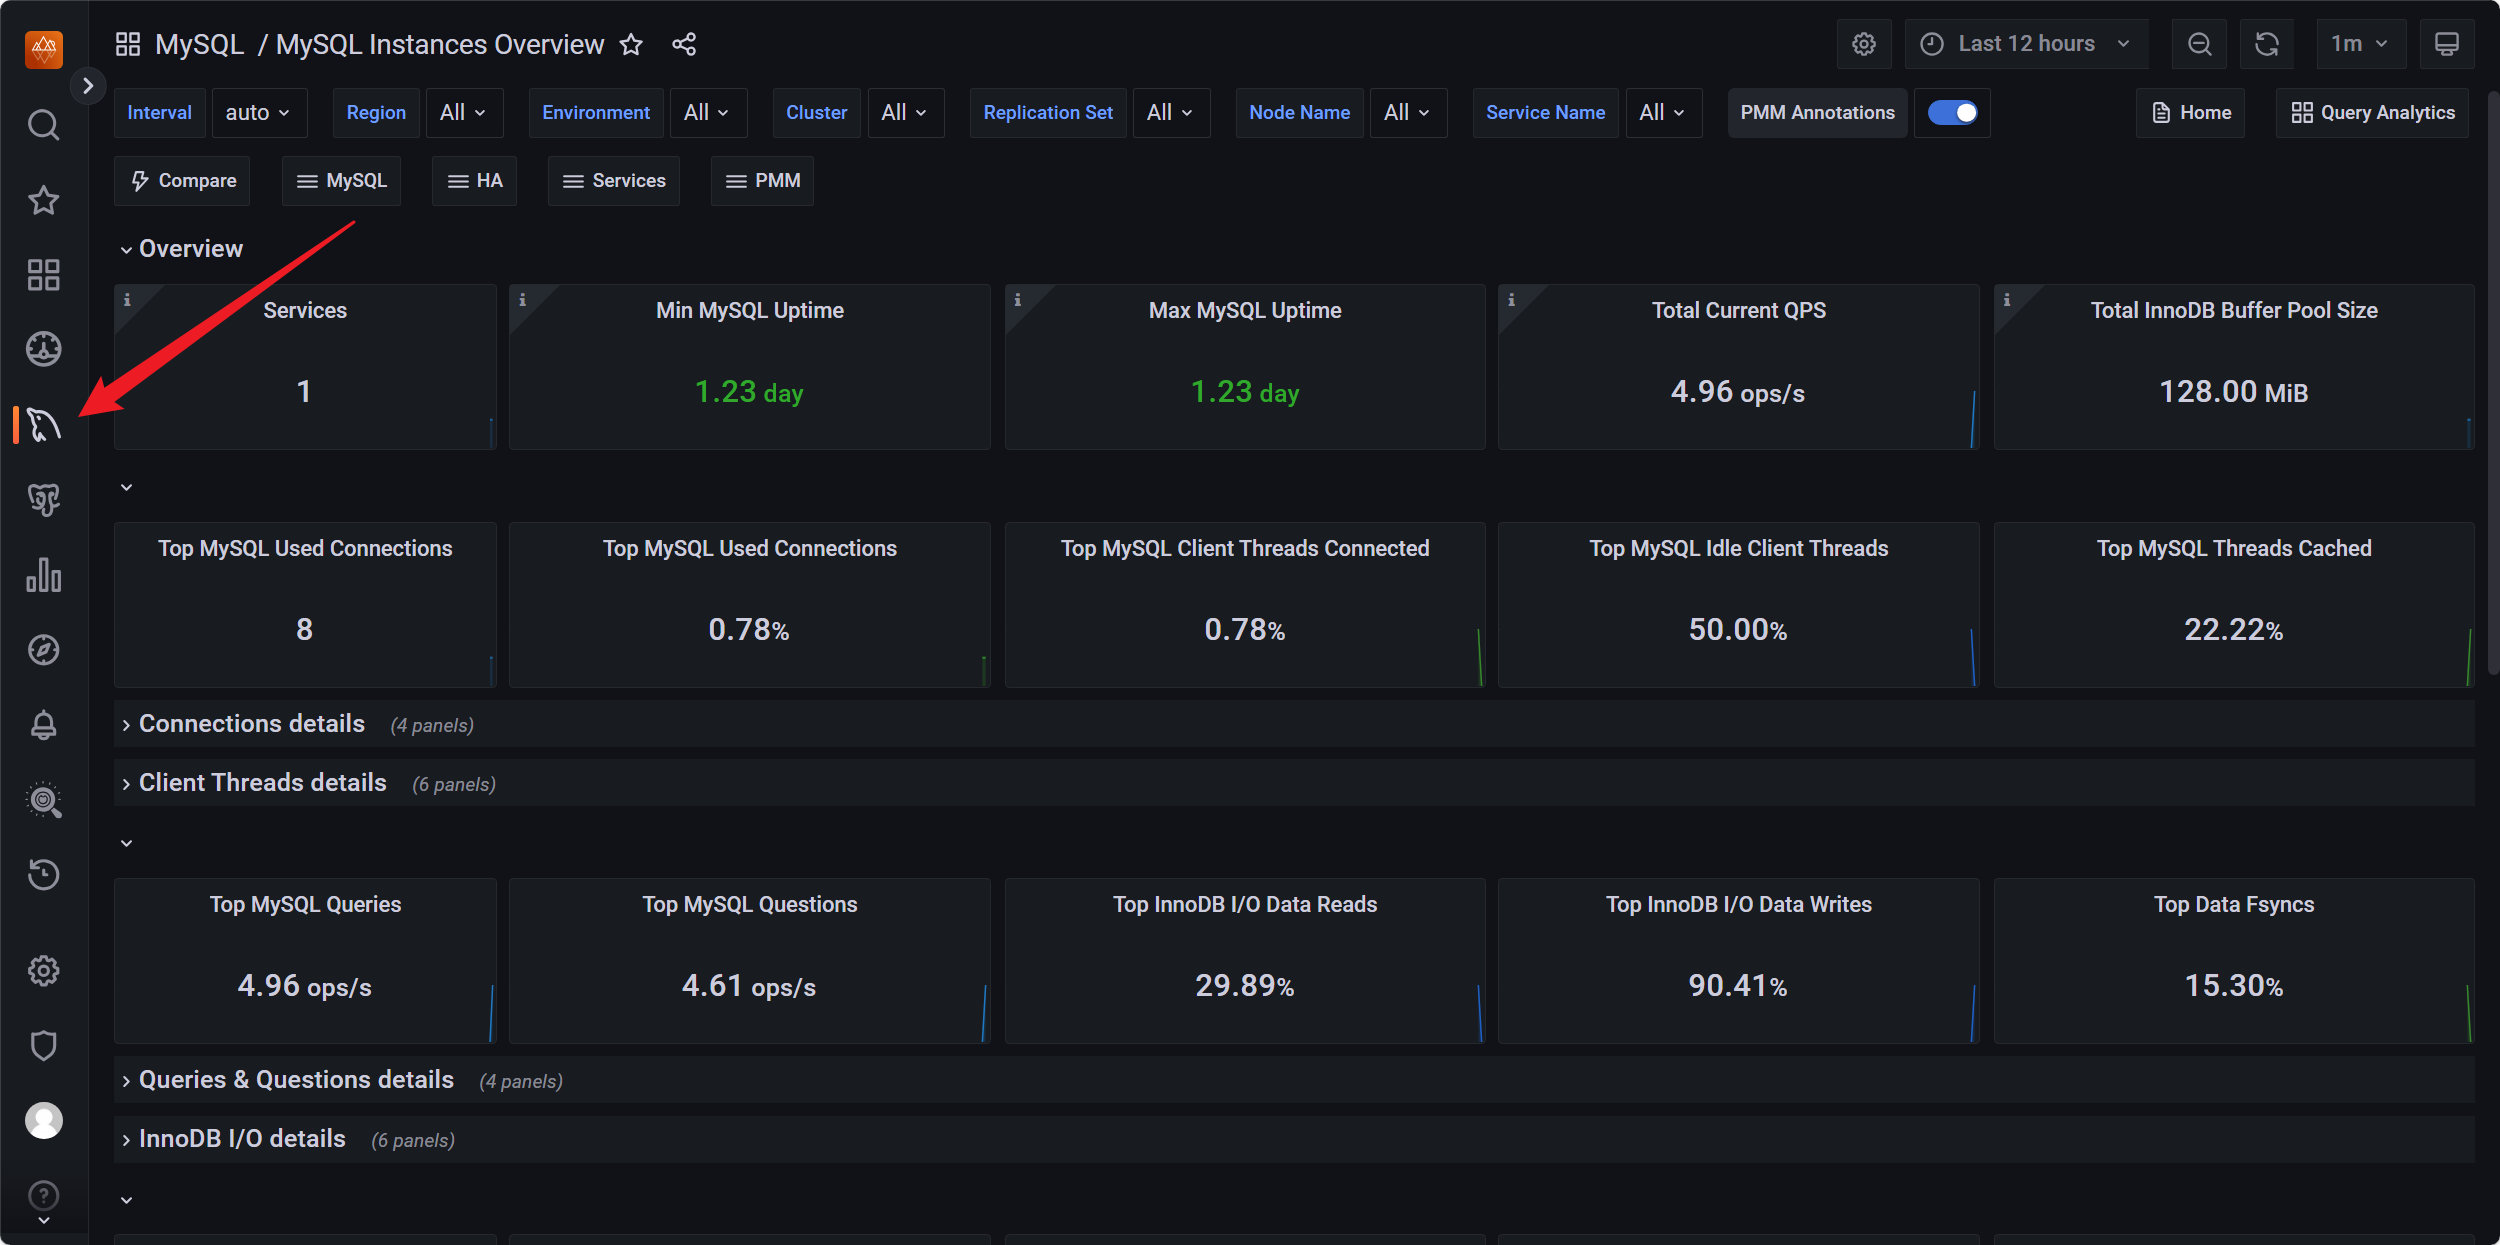 MySQL / MySQL Instances Overview
Last 12 hours
1m
Interval auto Region All Environment All Cluster All Replication Set All Node Name All Service Name All PMM Annotations Home Query Analytics
Compare MySQL HA Services PMM
Overview
Services Min MySQL Uptime Max MySQL Uptime Total Current QPS Total InnoDB Buffer Pool Size
1 1.23 day 1.23 day 4.96 ops/s 128.00 MiB
Top MySQL Used Connections Top MySQL Used Connections Top MySQL Client Threads Connected Top MySQL Idle Client Threads Top MySQL Threads Cached
8 0.78% 0.78% 50.00% 22.22%
Connections details (4 panels)
Client Threads details (6 panels)
Top MySQL Queries Top MySQL Questions Top InnoDB I/O Data Reads Top InnoDB I/O Data Writes Top Data Fsyncs
4.96 ops/s 4.61 ops/s 29.89% 90.41% 15.30%
Queries & Questions details (4 panels)
InnoDB I/O details (6 panels)